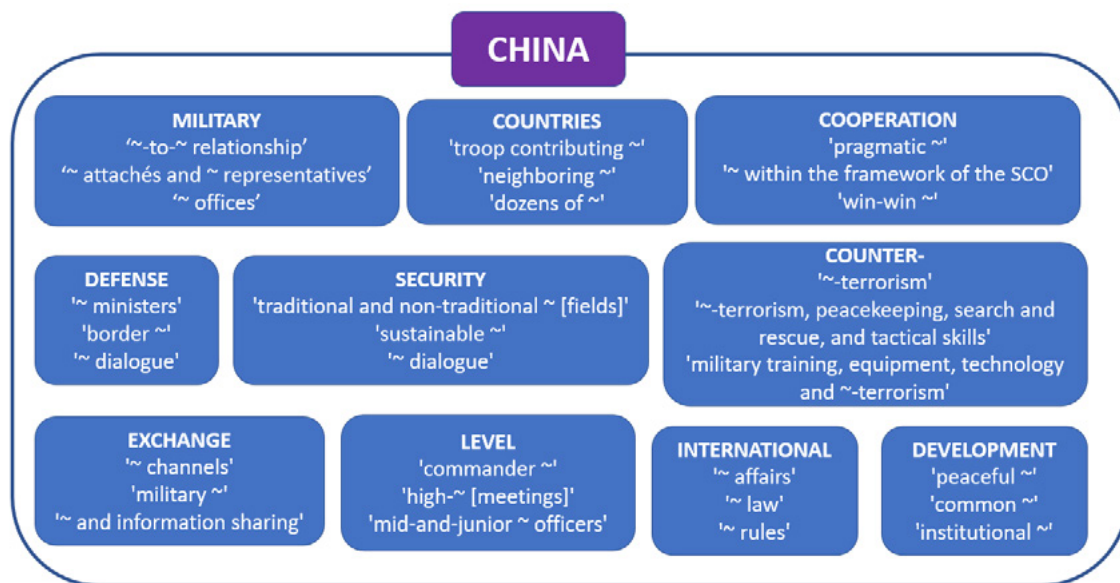 CHINA
MILITARY
‘~-to-~ relationship’
‘~ attachés and ~ representatives’
‘~ offices’
COUNTRIES
'troop contributing ~'
'neighboring ~'
'dozens of ~'
COOPERATION
'pragmatic ~'
'~ within the framework of the SCO'
'win-win ~'
DEFENSE
'~ ministers'
'border ~'
'~ dialogue'
SECURITY
'traditional and non-traditional ~ [fields]'
'sustainable ~'
'~ dialogue'
COUNTER-
'~-terrorism'
'~-terrorism, peacekeeping, search and
rescue, and tactical skills'
'military training, equipment, technology
and ~-terrorism'
EXCHANGE
'~ channels'
'military ~'
'~ and information sharing'
LEVEL
'commander ~'
'high-~ [meetings]'
'mid-and-junior ~ officers'
INTERNATIONAL
'~ affairs'
'~ law'
'~ rules'
DEVELOPMENT
'peaceful ~'
'common ~'
'institutional ~'